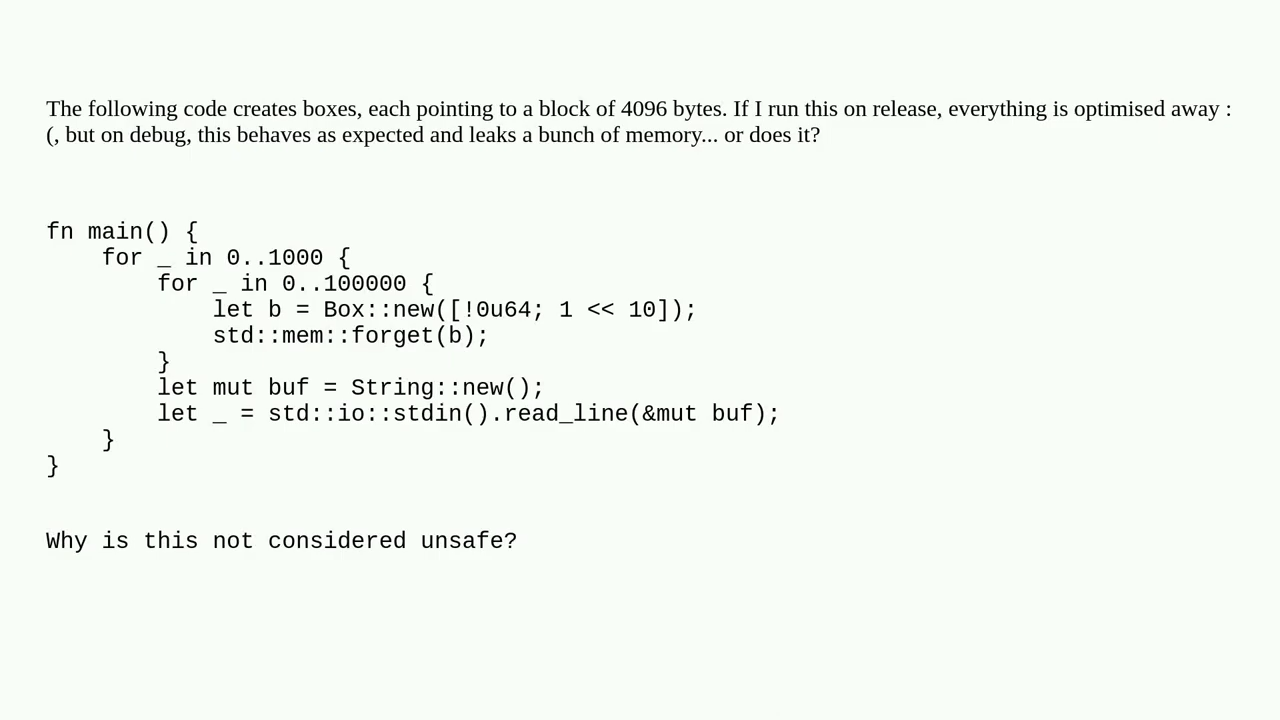 The following code creates boxes, each pointing to a block of 4096 bytes. If I run this on release, everything is optimised away :
(, but on debug, this behaves as expected and leaks a bunch of memory... or does it?
fn main() {
    for _ in 0..1000 {
        for _ in 0..100000 {
            let b = Box::new([!0u64; 1 << 10]);
            std::mem::forget(b);
        }
        let mut buf = String::new();
        let _ = std::io::stdin().read_line(&mut buf);
    }
}
Why is this not considered unsafe?